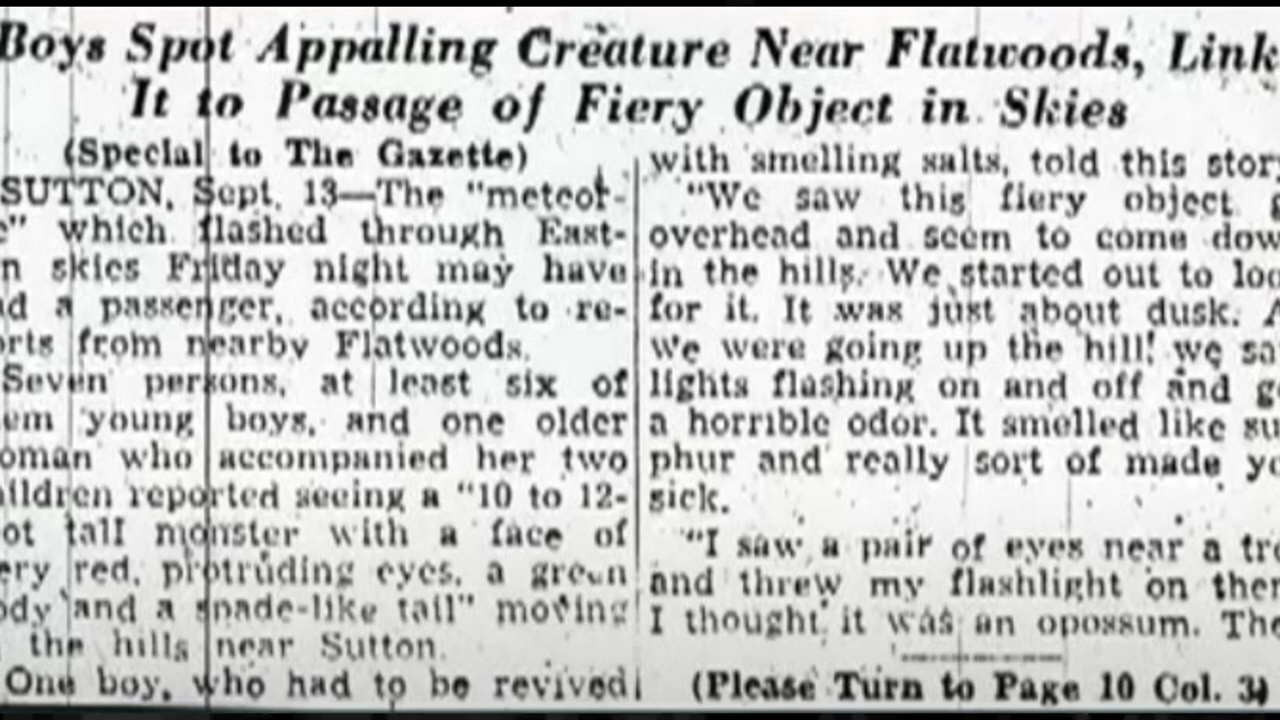 Boys Spot Appalling Creature Near Flatwoods, Link
It to Passage of Fiery Object in Skies
(Special to The Gazette)
SUTTON, Sept. 13—The "meteor-
e" which flashed through East-
n skies Friday night may have
ad a passenger, according to re-
orts from nearby Flatwoods.
Seven persons, at least six of
em young boys, and one older
oman who accompanied her two
hildren reported seeing a "10 to 12-
ot tall monster with a face of
ery red, protruding eyes, a green
ody and a spade-like tail" moving
the hills near Sutton.
One boy, who had to be revived
with smelling salts, told this story
"We saw this fiery object g
overhead and seem to come dow
in the hills. We started out to loo
for it. It was just about dusk. A
we were going up the hill! we sa
lights flashing on and off and g
a horrible odor. It smelled like su
phur and really sort of made yo
sick.
"I saw a pair of eyes near a tre
and threw my flashlight on them
I thought it was an opossum. The
(Please Turn to Page 10 Col. 3)